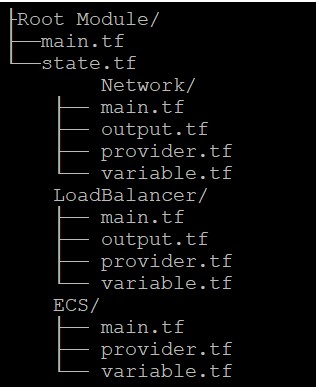 ├Root Module/
├──main.tf
└──state.tf
        Network/
    ├── main.tf
    ├── output.tf
    ├── provider.tf
    └── variable.tf
    LoadBalancer/
    ├── main.tf
    ├── output.tf
    ├── provider.tf
    └── variable.tf
    ECS/
    ├── main.tf
    ├── provider.tf
    └── variable.tf